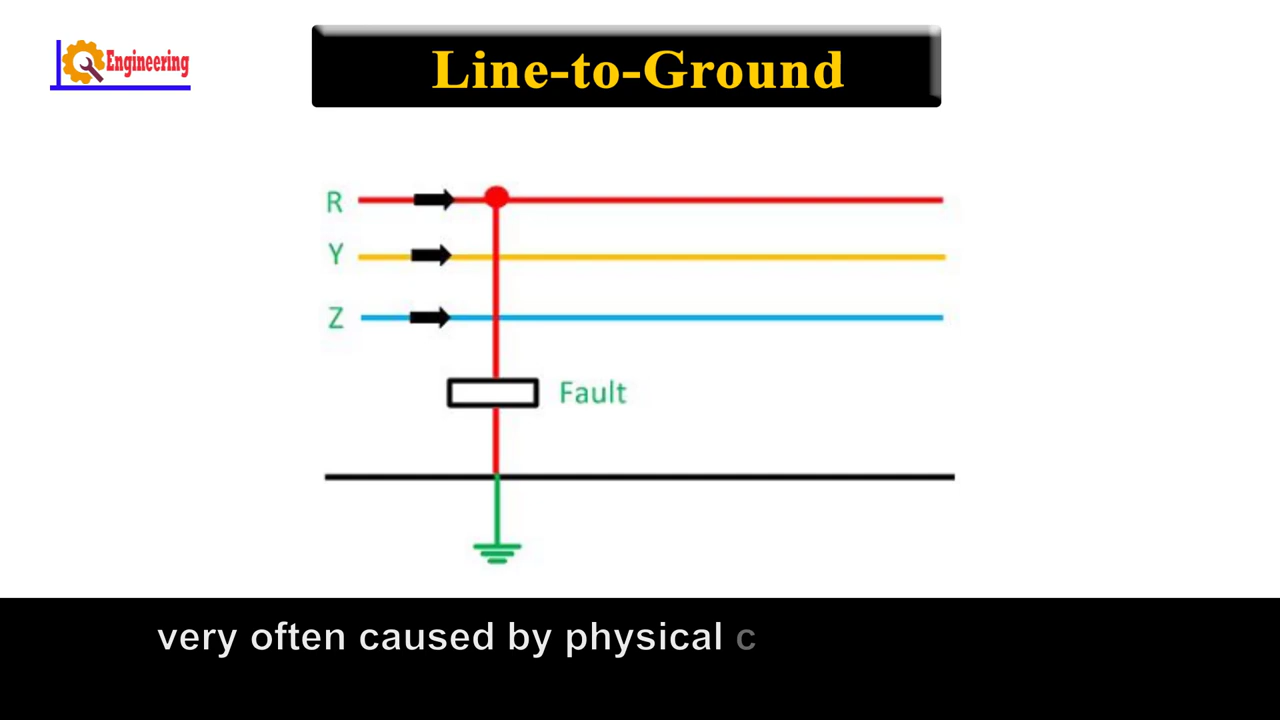 Engineering
Line-to-Ground
R
Y
Z
Fault
very often caused by physical c